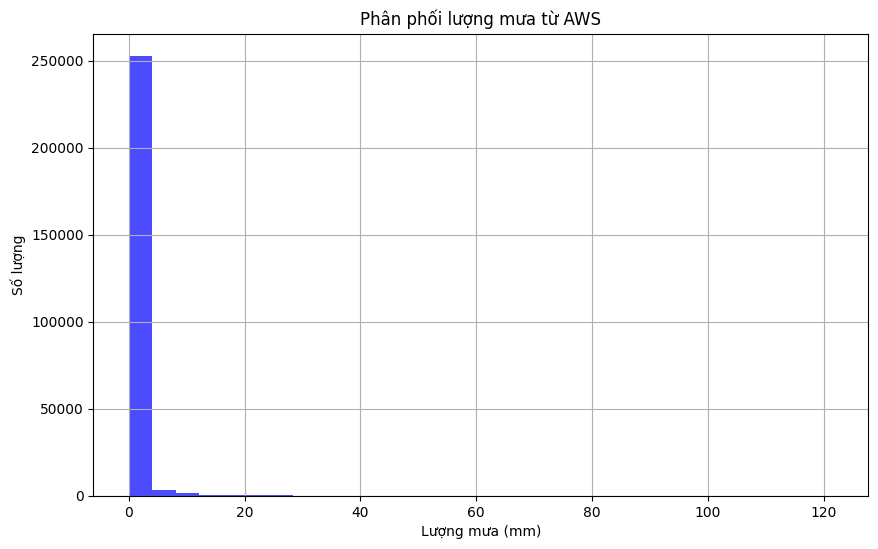 Phân phối lượng mưa từ AWS
250000
200000
150000
100000
50000
0
Số lượng
0 20 40 60 80 100 120
Lượng mưa (mm)